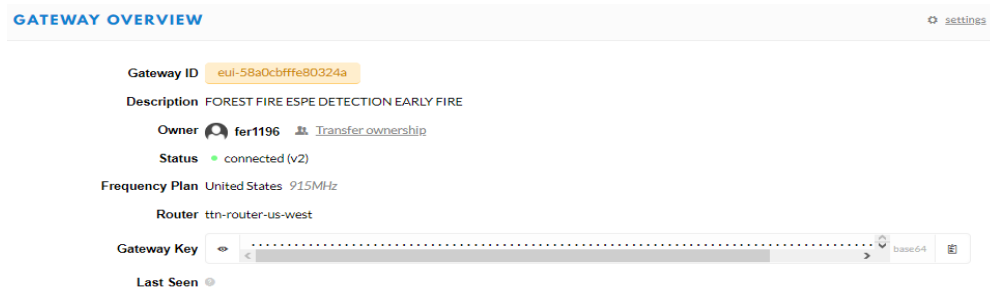 GATEWAY OVERVIEW settings
Gateway ID eui-58a0cbfffe80324a
Description FOREST FIRE ESPE DETECTION EARLY FIRE
Owner fer1196 Transfer ownership
Status connected (v2)
Frequency Plan United States 915MHz
Router ttn-router-us-west
Gateway Key base64
Last Seen